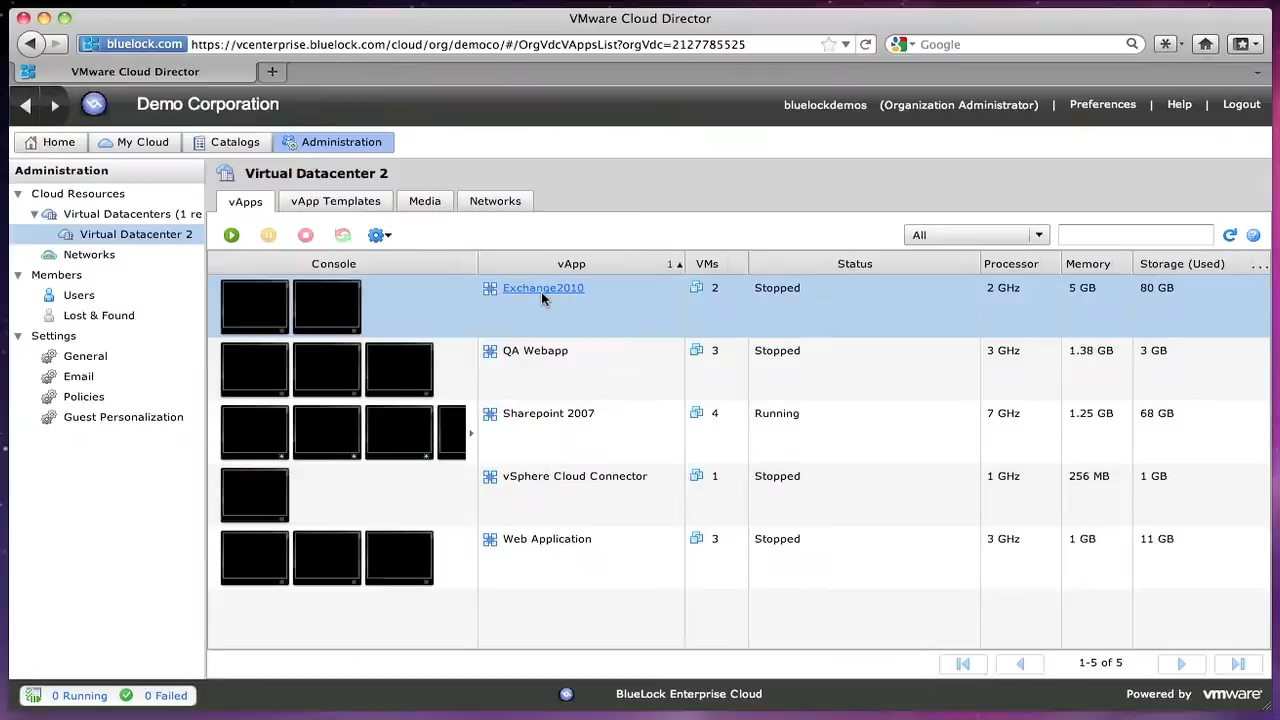 VMware Cloud Director
bluelock.com https://vcenterprise.bluelock.com/cloud/org/democo/#/OrgVdcVAppsList?orgVdc=2127785525 Google
VMware Cloud Director
Demo Corporation bluelockdemos (Organization Administrator) | Preferences | Help | Logout
Home My Cloud Catalogs Administration
Administration
Cloud Resources
Virtual Datacenters (1 re
Virtual Datacenter 2
Networks
Members
Users
Lost & Found
Settings
General
Email
Policies
Guest Personalization
Virtual Datacenter 2
vApps vApp Templates Media Networks
All
Console vApp 1 ▲ VMs Status Processor Memory Storage (Used) ...
Exchange2010 2 Stopped 2 GHz 5 GB 80 GB
QA Webapp 3 Stopped 3 GHz 1.38 GB 3 GB
Sharepoint 2007 4 Running 7 GHz 1.25 GB 68 GB
vSphere Cloud Connector 1 Stopped 1 GHz 256 MB 1 GB
Web Application 3 Stopped 3 GHz 1 GB 11 GB
1-5 of 5
0 Running 0 Failed BlueLock Enterprise Cloud Powered by vmware